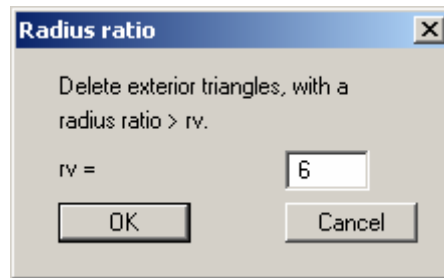 Radius ratio
Delete exterior triangles, with a
radius ratio > rv.
rv =
6
OK
Cancel